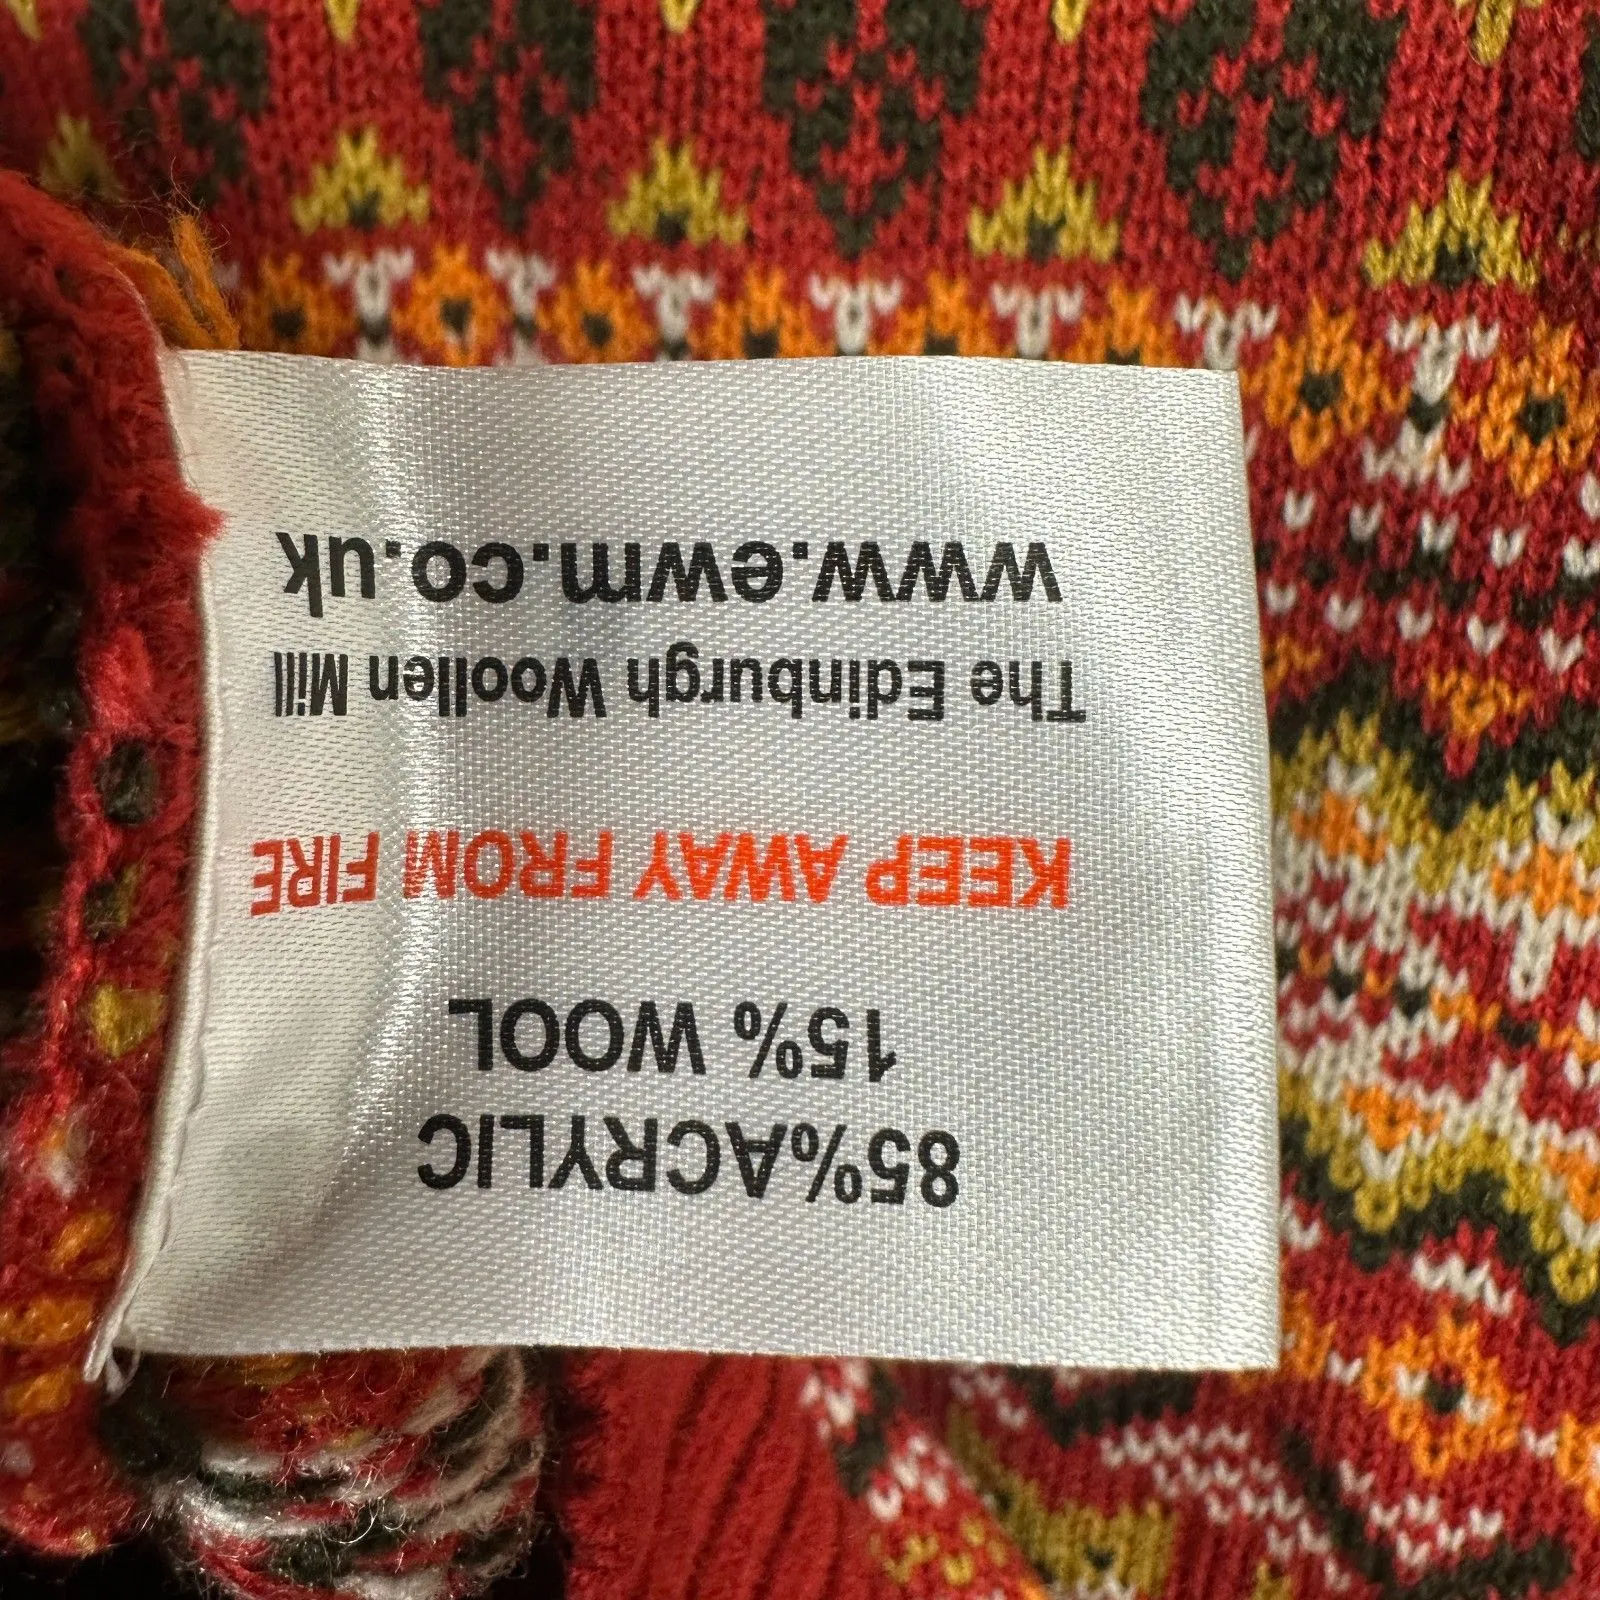 85%ACRYLIC
15% WOOL
KEEP AWAY FROM FIRE
The Edinburgh Woollen Mill
www.ewm.co.uk